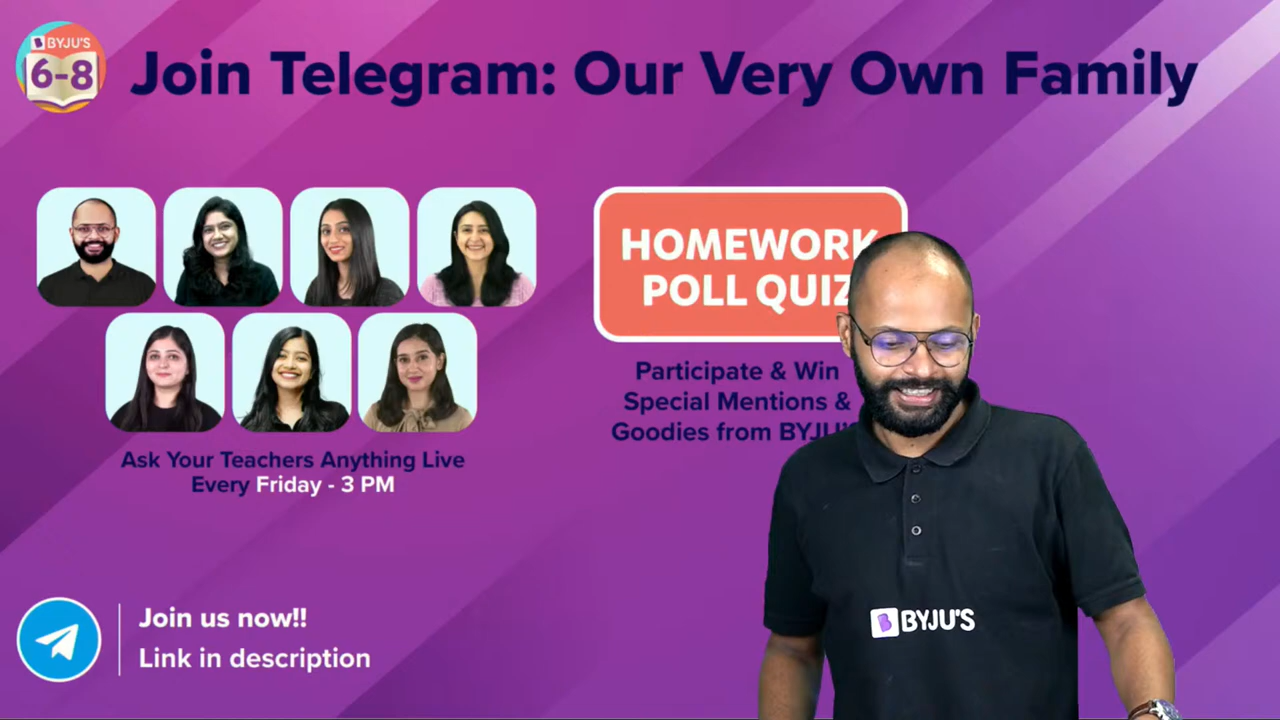 BYJU'S
6-8
Join Telegram: Our Very Own Family
HOMEWORK
POLL QUIZ
Participate & Win
Special Mentions &
Goodies from BYJU'S
Ask Your Teachers Anything Live
Every Friday - 3 PM
Join us now!!
Link in description
BYJU'S